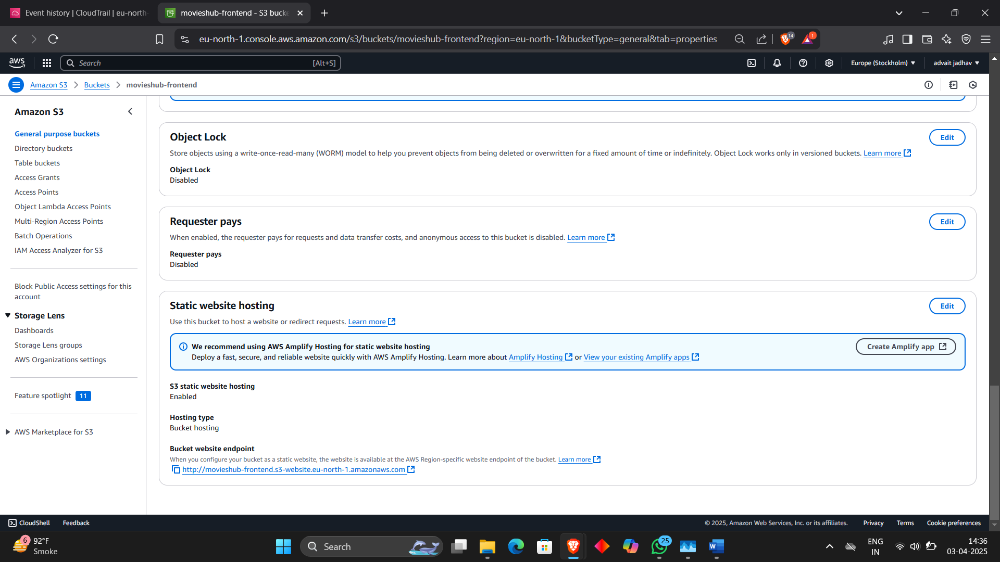 Event history | CloudTrail | eu-north-
movieshub-frontend - S3 bucke
eu-north-1.console.aws.amazon.com/s3/buckets/movieshub-frontend?region=eu-north-1&bucketType=general&tab=properties
14
1
aws
Search
[Alt+S]
Europe (Stockholm)
advait jadhav
Amazon S3
Buckets
movieshub-frontend
Amazon S3
General purpose buckets
Directory buckets
Table buckets
Access Grants
Access Points
Object Lambda Access Points
Multi-Region Access Points
Batch Operations
IAM Access Analyzer for S3
Block Public Access settings for this
account
Storage Lens
Dashboards
Storage Lens groups
AWS Organizations settings
Feature spotlight 11
AWS Marketplace for S3
Object Lock
Edit
Store objects using a write-once-read-many (WORM) model to help you prevent objects from being deleted or overwritten for a fixed amount of time or indefinitely. Object Lock works only in versioned buckets. Learn more
Object Lock
Disabled
Requester pays
Edit
When enabled, the requester pays for requests and data transfer costs, and anonymous access to this bucket is disabled. Learn more
Requester pays
Disabled
Static website hosting
Edit
Use this bucket to host a website or redirect requests. Learn more
We recommend using AWS Amplify Hosting for static website hosting
Deploy a fast, secure, and reliable website quickly with AWS Amplify Hosting. Learn more about Amplify Hosting or View your existing Amplify apps
Create Amplify app
S3 static website hosting
Enabled
Hosting type
Bucket hosting
Bucket website endpoint
When you configure your bucket as a static website, the website is available at the AWS Region-specific website endpoint of the bucket. Learn more
http://movieshub-frontend.s3-website.eu-north-1.amazonaws.com
CloudShell
Feedback
© 2025, Amazon Web Services, Inc. or its affiliates.
Privacy
Terms
Cookie preferences
6
92°F
Smoke
Search
25
W
ENG
IN
14:36
03-04-2025